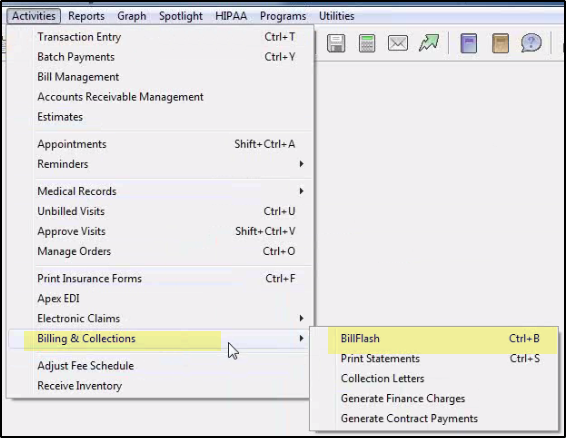 Activities Reports Graph Spotlight HIPAA Programs Utilities
Transaction Entry Ctrl+T
Batch Payments Ctrl+Y
Bill Management
Accounts Receivable Management
Estimates
Appointments Shift+Ctrl+A
Reminders
Medical Records
Unbilled Visits Ctrl+U
Approve Visits Shift+Ctrl+V
Manage Orders Ctrl+O
Print Insurance Forms Ctrl+F
Apex EDI
Electronic Claims
Billing & Collections
Adjust Fee Schedule
Receive Inventory
BillFlash Ctrl+B
Print Statements Ctrl+S
Collection Letters
Generate Finance Charges
Generate Contract Payments